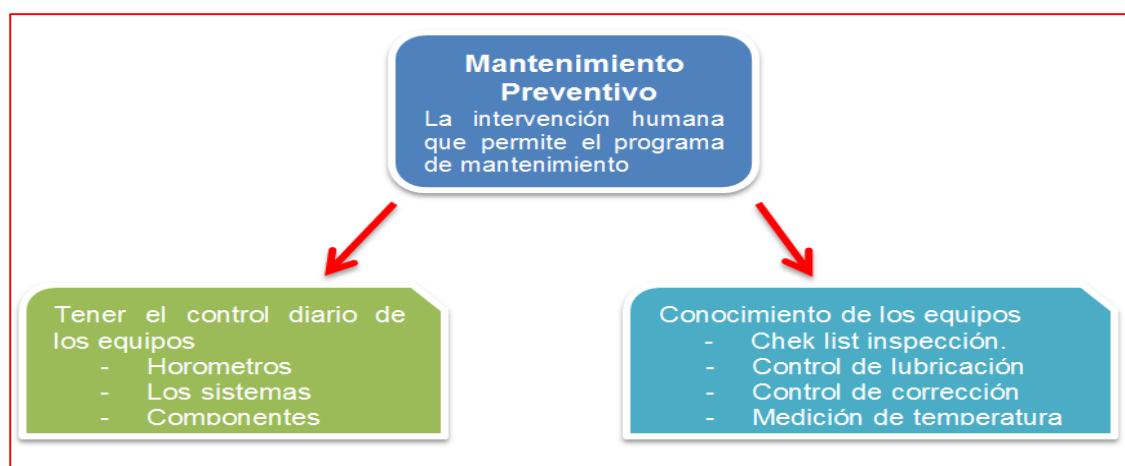 Mantenimiento
Preventivo
La intervención humana
que permite el programa
de mantenimiento
Tener el control diario de
los equipos
- Horometros
- Los sistemas
- Componentes
Conocimiento de los equipos
- Chek list inspección.
- Control de lubricación
- Control de corrección
- Medición de temperatura